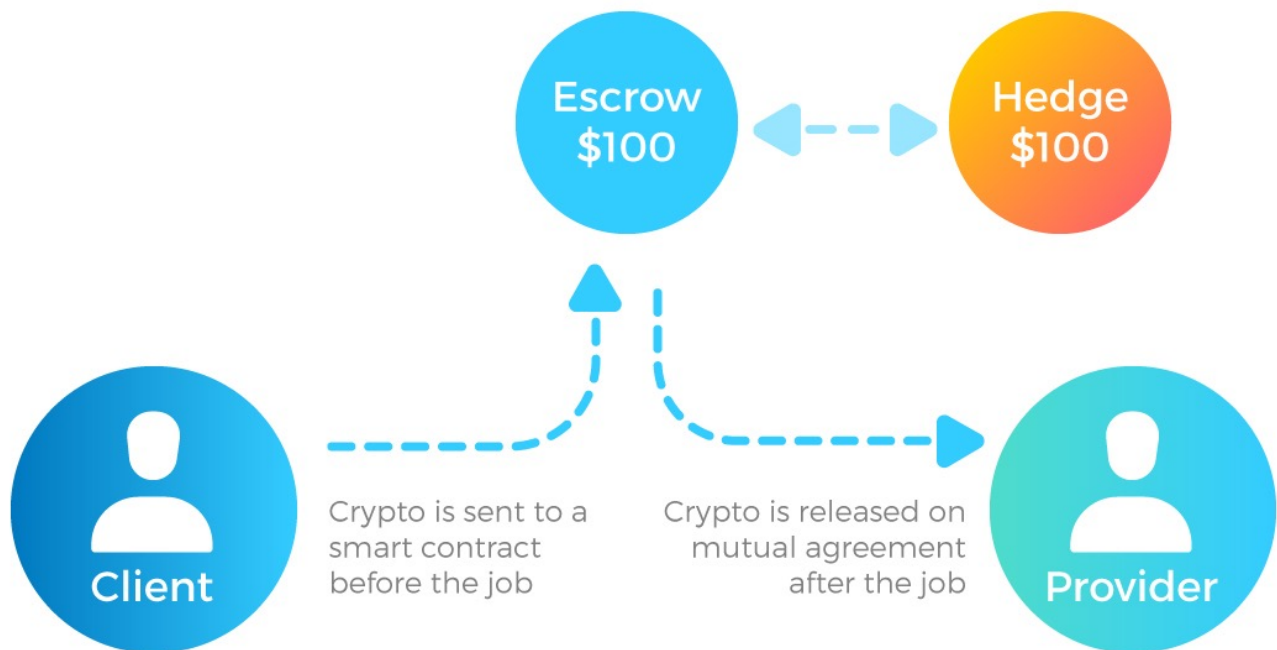 Escrow
$100
Hedge
$100
Crypto is sent to a
smart contract
before the job
Crypto is released on
mutual agreement
after the job
Client
Provider